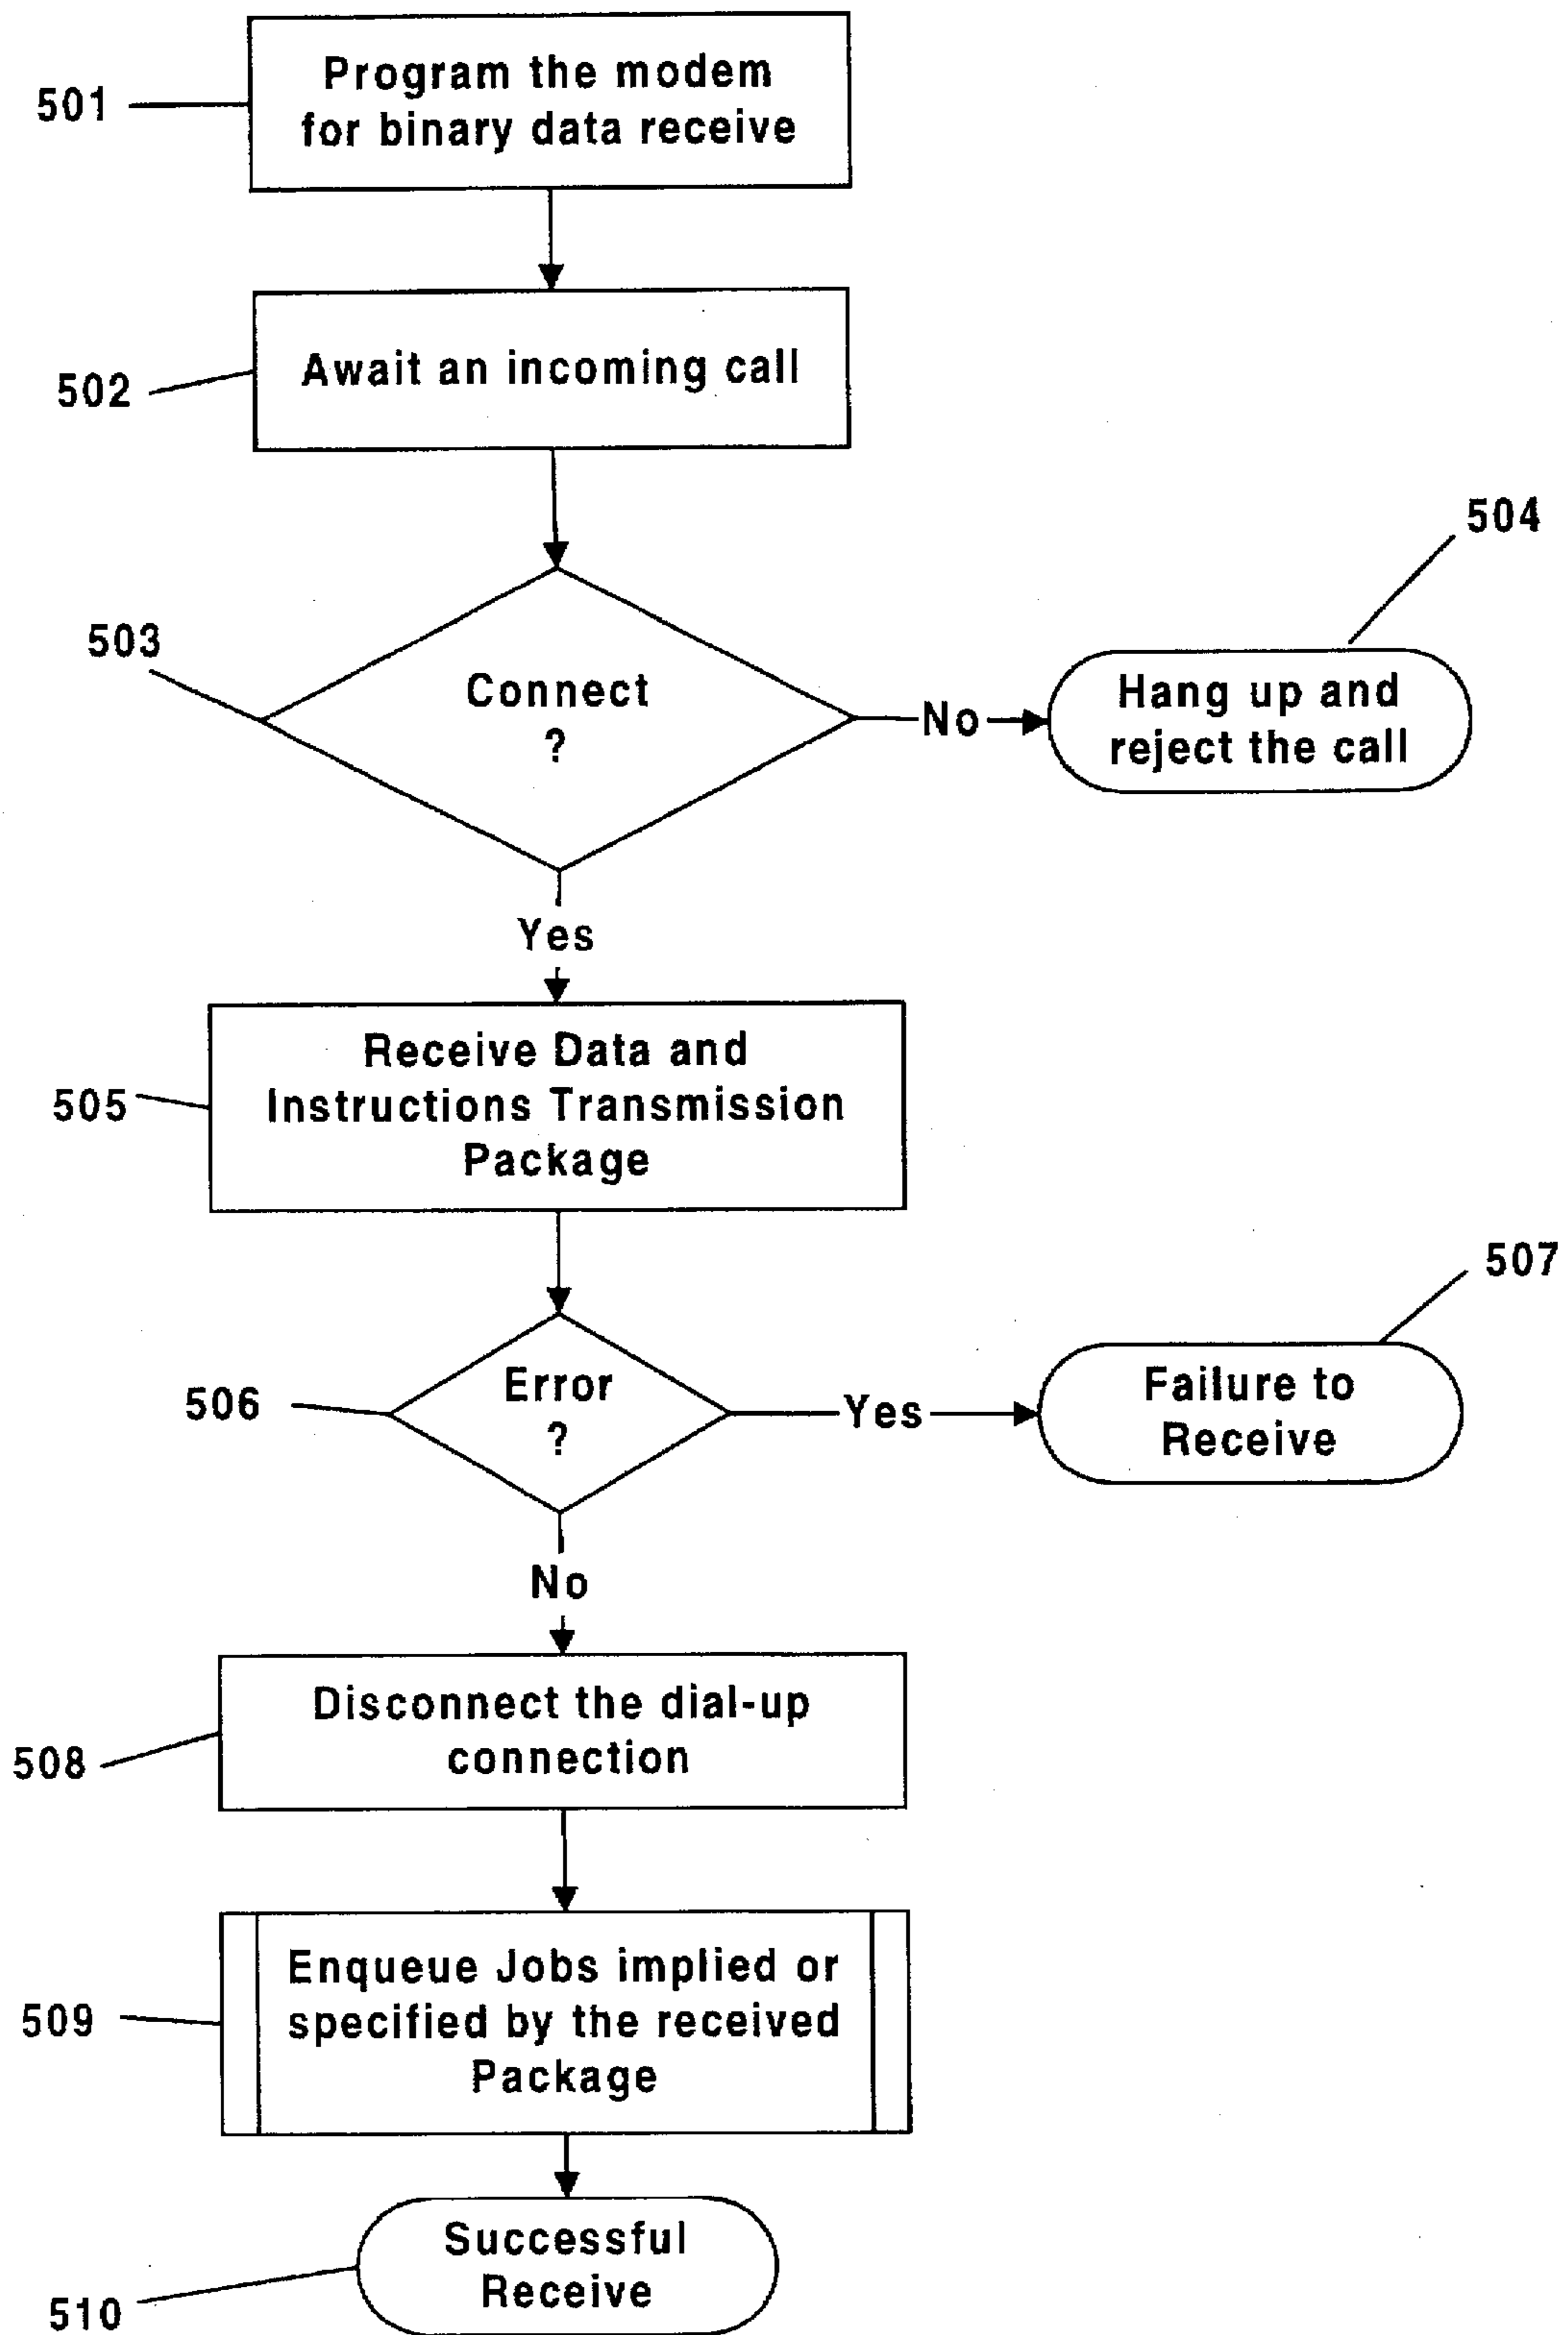 501
Program the modem
for binary data receive
502
Await an incoming call
504
503
Connect
?
No
Hang up and
reject the call
Yes
505
Receive Data and
Instructions Transmission
Package
507
506
Error
?
Yes
Failure to
Receive
No
508
Disconnect the dial-up
connection
509
Enqueue Jobs implied or
specified by the received
Package
510
Successful
Receive